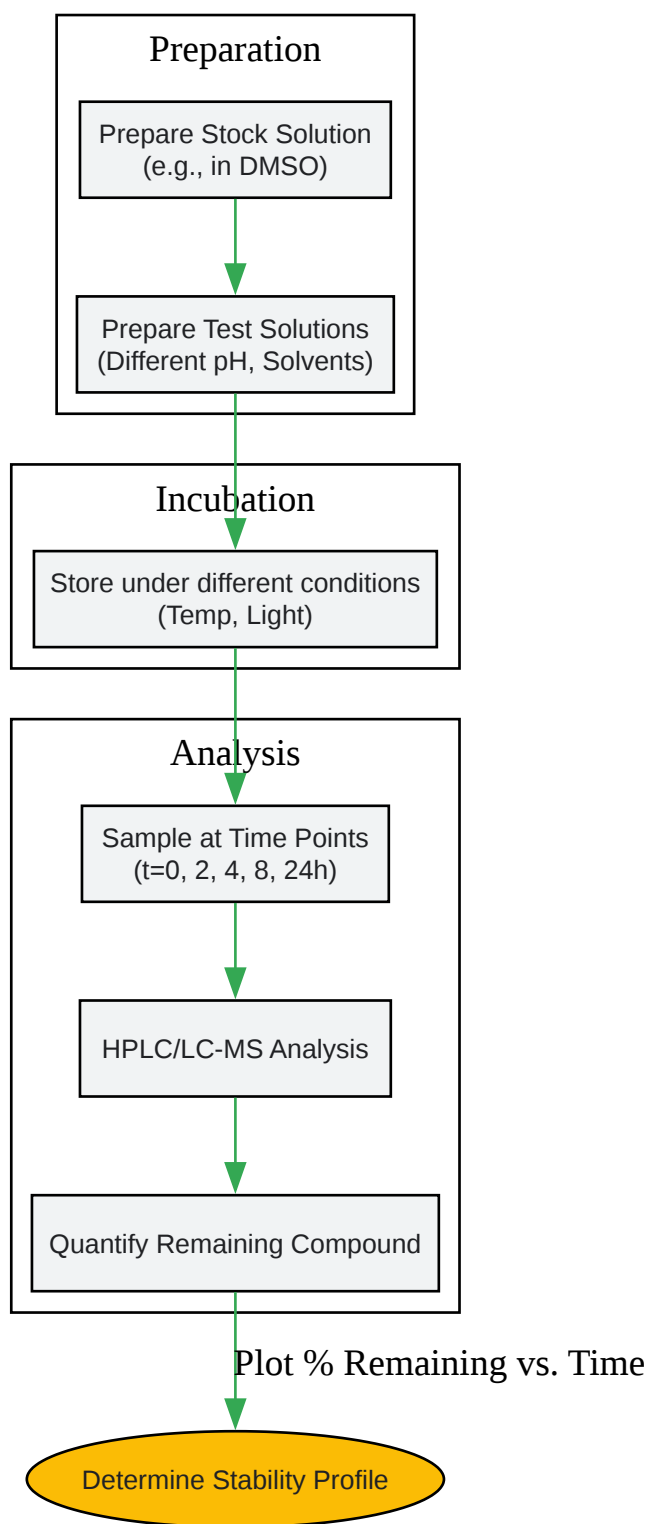 Preparation
Prepare Stock Solution
(e.g., in DMSO)
Prepare Test Solutions
(Different pH, Solvents)
Incubation
Store under different conditions
(Temp, Light)
Analysis
Sample at Time Points
(t=0, 2, 4, 8, 24h)
HPLC/LC-MS Analysis
Quantify Remaining Compound
Plot % Remaining vs. Time
Determine Stability Profile